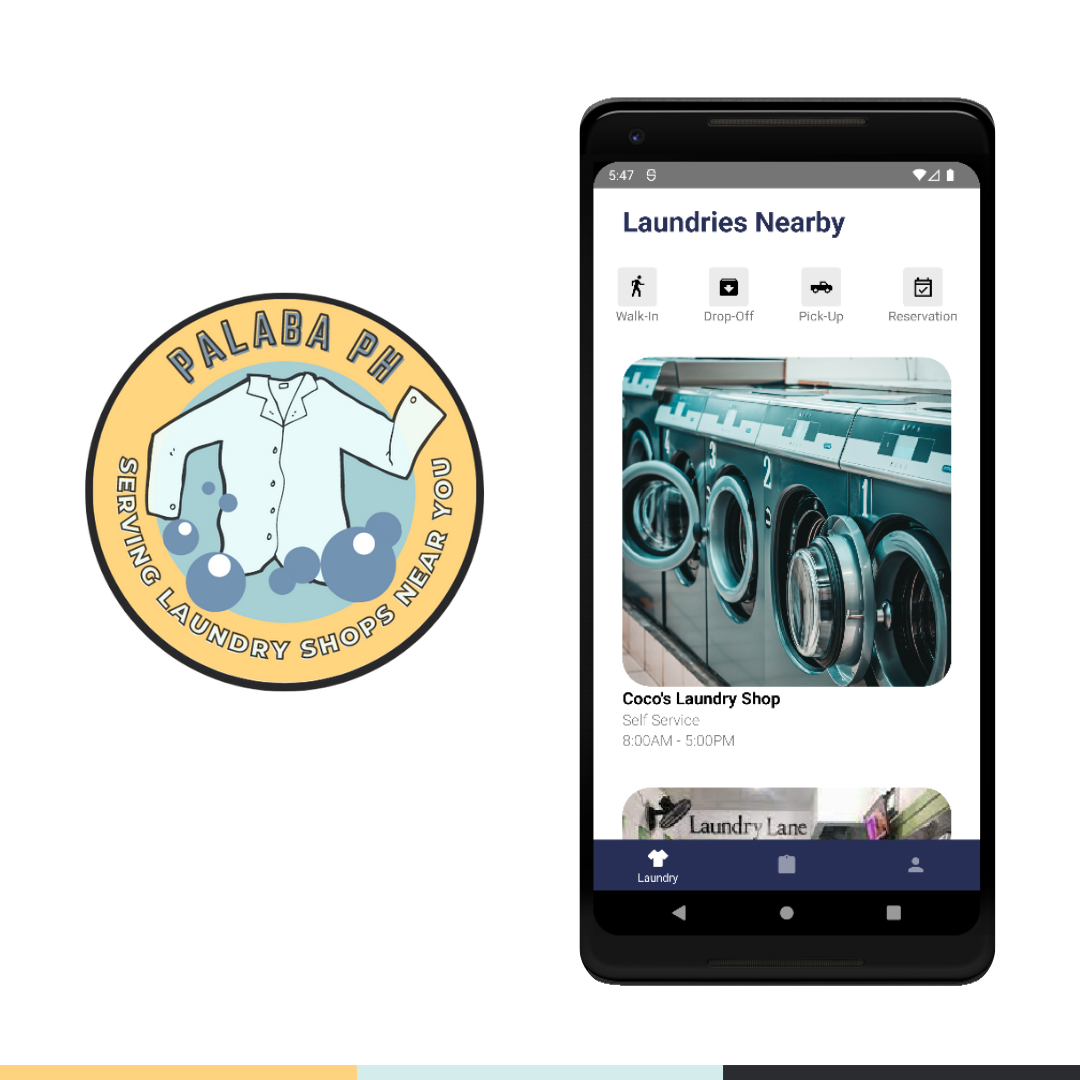 PALABA PH
SERVING LAUNDRY SHOPS NEAR YOU
5:47
Laundries Nearby
Walk-In
Drop-Off
Pick-Up
Reservation
3
2
1
Coco's Laundry Shop
Self Service
8:00AM - 5:00PM
Laundry Lane
Laundry